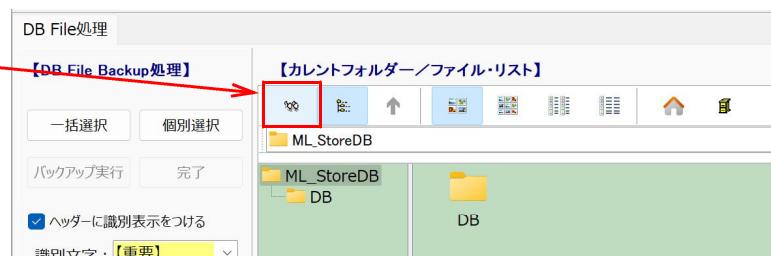 DB File処理
【DB File Backup処理】
【カレントフォルダー／ファイル・リスト】
一括選択
個別選択
ML_StoreDB
バックアップ実行
完了
ML_StoreDB
DB
DB
ヘッダーに識別表示をつける
識別文字：【重要】